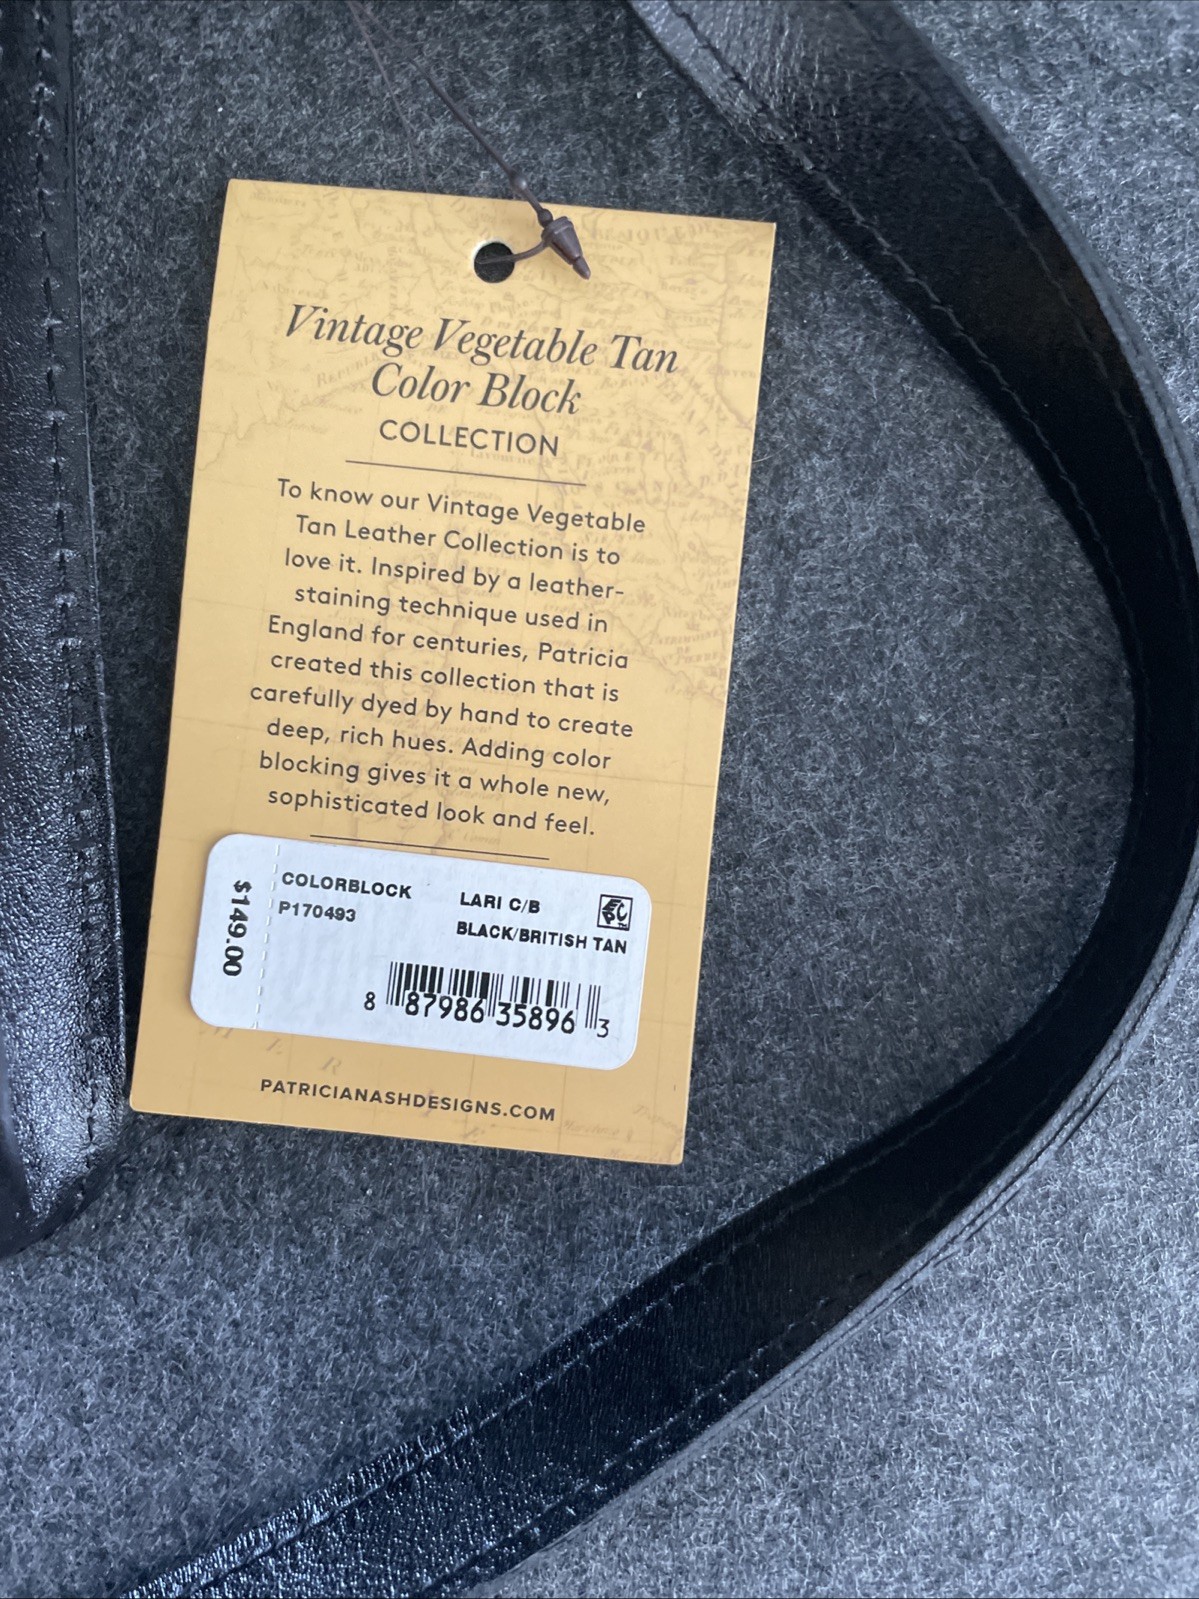 Vintage Vegetable Tan
Color Block
COLLECTION
To know our Vintage Vegetable
Tan Leather Collection is to
love it. Inspired by a leather-
staining technique used in
England for centuries, Patricia
created this collection that is
carefully dyed by hand to create
deep, rich hues. Adding color
blocking gives it a whole new,
sophisticated look and feel.
$149.00
COLORBLOCK
P170493
LARI C/B
BLACK/BRITISH TAN
8 87986 35896 3
PATRICIANASHDESIGNS.COM